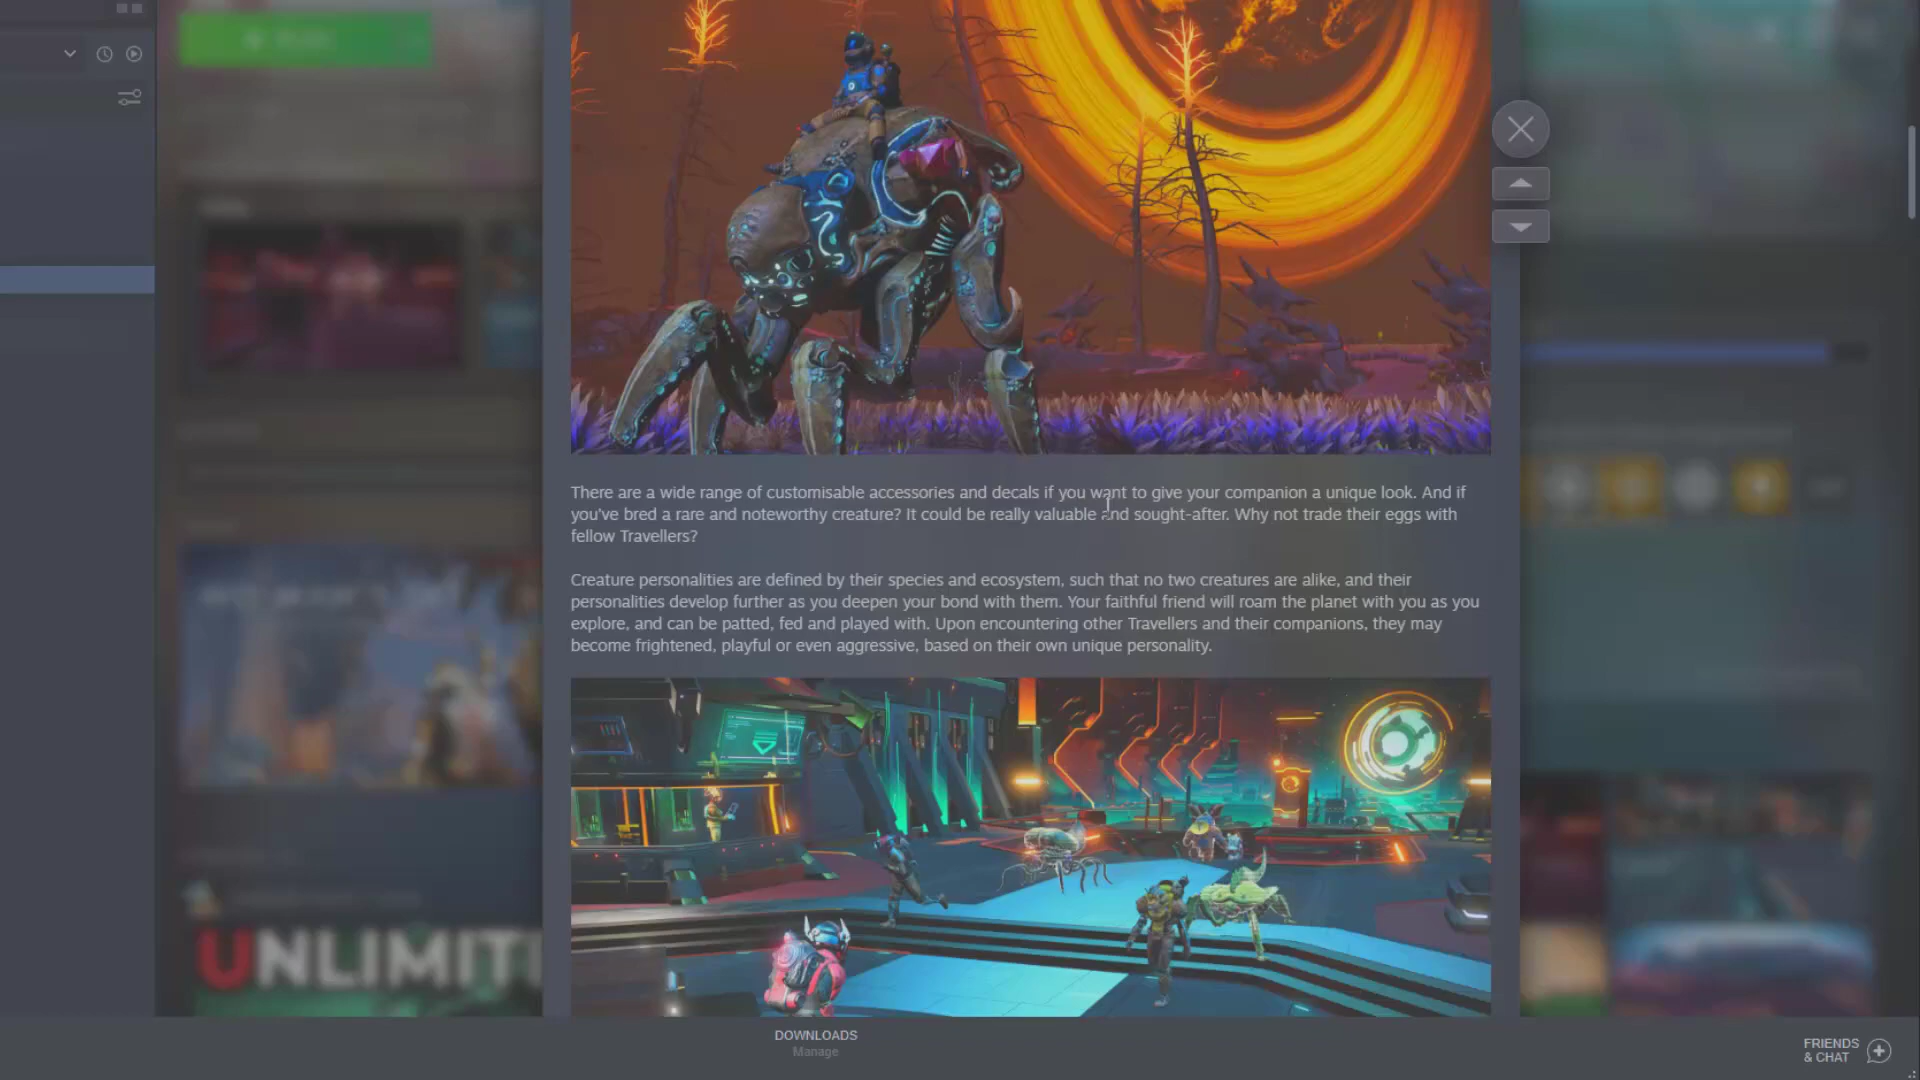 There are a wide range of customisable accessories and decals if you want to give your companion a unique look. And if
you've bred a rare and noteworthy creature? It could be really valuable and sought-after. Why not trade their eggs with
fellow Travellers?
Creature personalities are defined by their species and ecosystem, such that no two creatures are alike, and their
personalities develop further as you deepen your bond with them. Your faithful friend will roam the planet with you as you
explore, and can be patted, fed and played with. Upon encountering other Travellers and their companions, they may
become frightened, playful or even aggressive, based on their own unique personality.
UNLIMIT
DOWNLOADS
Manage
FRIENDS
& CHAT